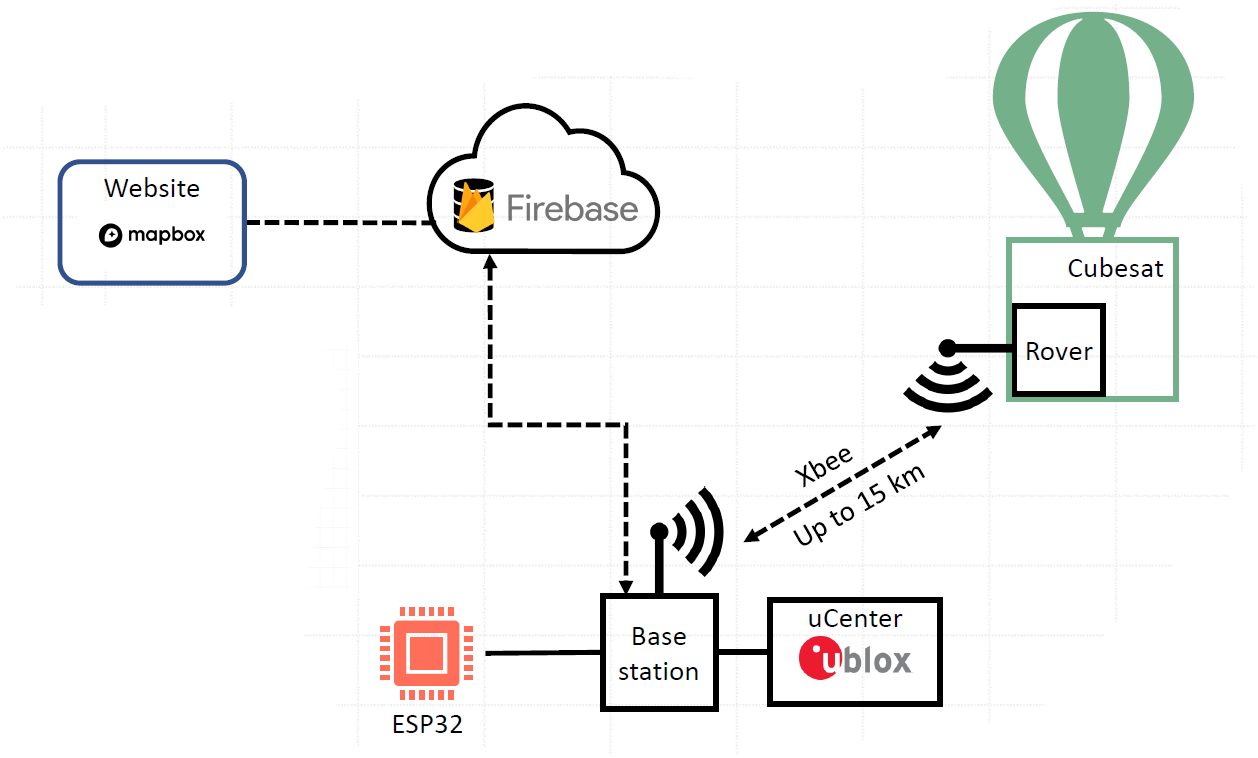 Website
mapbox
Firebase
Cubesat
Rover
Xbee
Up to 15 km
Base
station
uCenter
ublox
ESP32